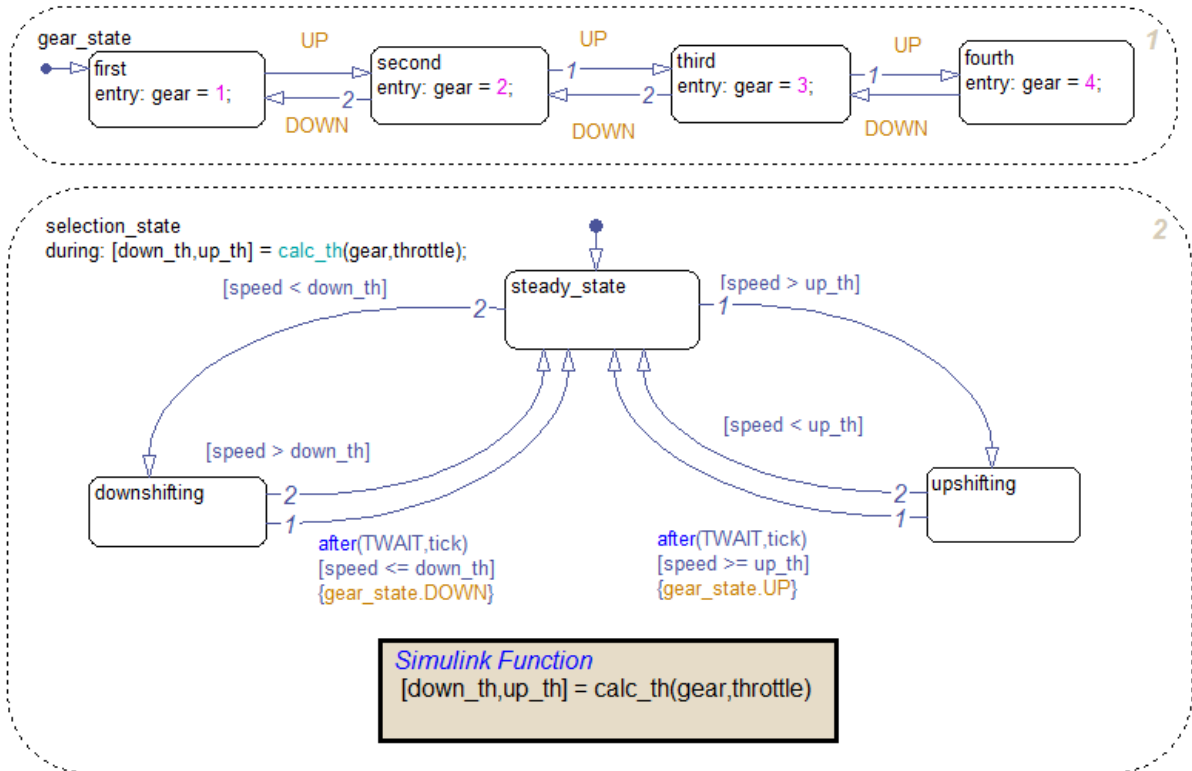 1
gear_state
UP
UP
UP
first
entry: gear = 1;
second
entry: gear = 2;
1
2
third
entry: gear = 3;
1
2
fourth
entry: gear = 4;
DOWN
DOWN
DOWN
2
selection_state
during: [down_th,up_th] = calc_th(gear,throttle);
[speed < down_th]
2
steady_state
1
[speed > up_th]
[speed > down_th]
[speed < up_th]
downshifting
2
1
2
1
upshifting
after(TWAIT,tick)
[speed <= down_th]
{gear_state.DOWN}
after(TWAIT,tick)
[speed >= up_th]
{gear_state.UP}
Simulink Function
[down_th,up_th] = calc_th(gear,throttle)